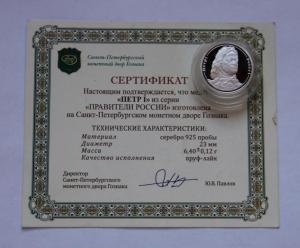 Санкт-Петербургский
монетный двор Гознака
СЕРТИФИКАТ
Настоящим подтверждается, что
«ПЕТР I» из серии
«ПРАВИТЕЛИ РОССИИ» изготовлена
на Санкт-Петербургском монетном дворе Гознака.
ТЕХНИЧЕСКИЕ ХАРАКТЕРИСТИКИ:
Материал серебро 925 пробы
Диаметр 23 мм
Масса 6,40±0,12 г
Качество исполнения пруф-лайк
Директор
Санкт-Петербургского
монетного двора Гознака Ю.В. Павлов